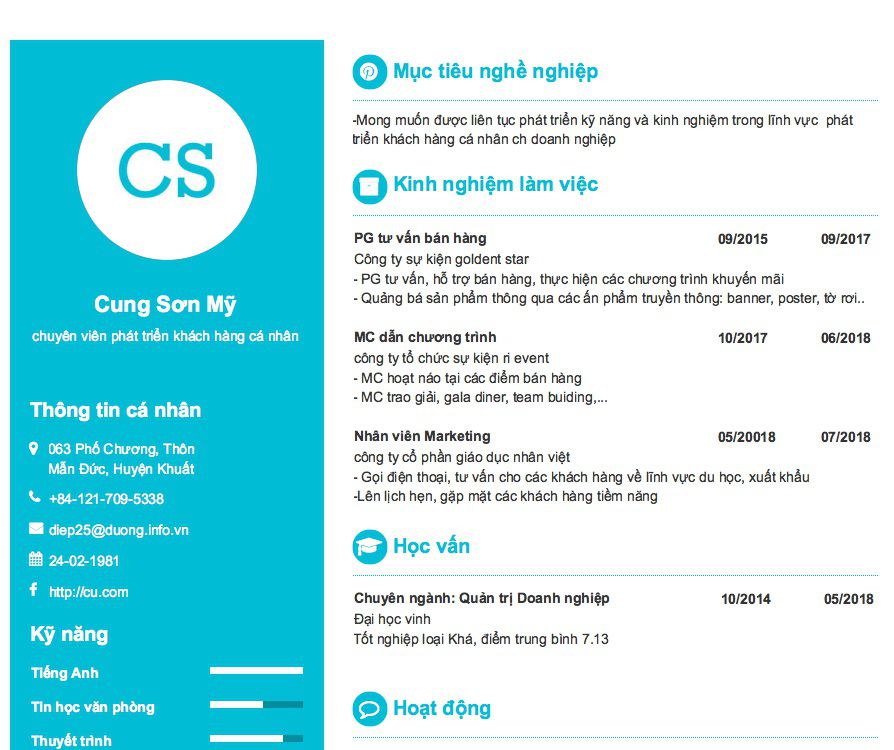 CS
Cung Sơn Mỹ
chuyên viên phát triển khách hàng cá nhân
Thông tin cá nhân
063 Phố Chương, Thôn
Mẫn Đức, Huyện Khuất
+84-121-709-5338
diep25@duong.info.vn
24-02-1981
http://cu.com
Kỹ năng
Tiếng Anh
Tin học văn phòng
Thuyết trình
Mục tiêu nghề nghiệp
-Mong muốn được liên tục phát triển kỹ năng và kinh nghiệm trong lĩnh vực phát
triển khách hàng cá nhân ch doanh nghiệp
Kinh nghiệm làm việc
PG tư vấn bán hàng 09/2015 09/2017
Công ty sự kiện goldent star
- PG tư vấn, hỗ trợ bán hàng, thực hiện các chương trình khuyến mãi
- Quảng bá sản phẩm thông qua các ấn phẩm truyền thông: banner, poster, tờ rơi..
MC dẫn chương trình 10/2017 06/2018
công ty tổ chức sự kiện ri event
- MC hoạt náo tại các điểm bán hàng
- MC trao giải, gala diner, team buiding,...
Nhân viên Marketing 05/20018 07/2018
công ty cổ phần giáo dục nhân việt
- Gọi điện thoại, tư vấn cho các khách hàng về lĩnh vực du học, xuất khẩu
-Lên lịch hẹn, gặp mặt các khách hàng tiềm năng
Học vấn
Chuyên ngành: Quản trị Doanh nghiệp 10/2014 05/2018
Đại học vinh
Tốt nghiệp loại Khá, điểm trung bình 7.13
Hoạt động